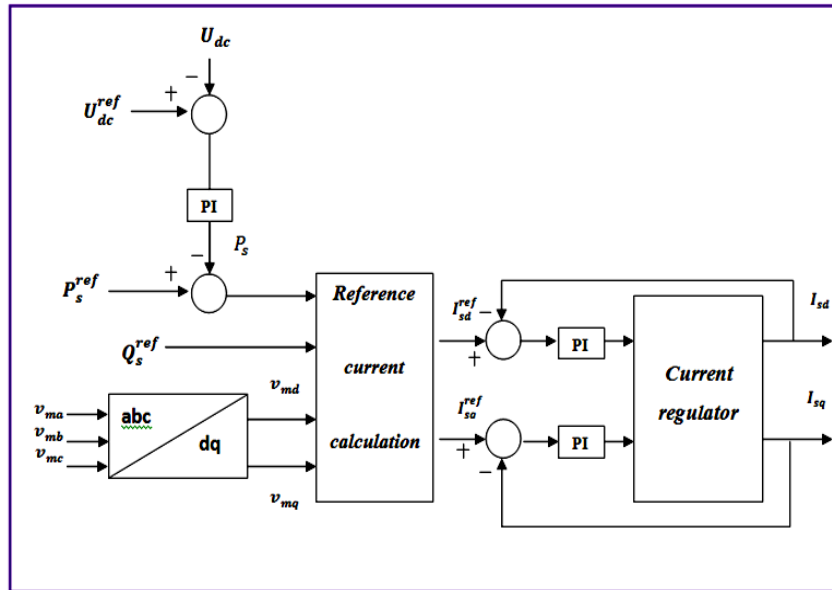 U_dc
−
+
U_dc^ref
PI
P_s
−
+
P_s^ref
Reference
current
calculation
Q_s^ref
v_ma
v_mb
v_mc
abc
dq
v_md
v_mq
I_sd^ref
−
+
PI
I_sq^ref
+
−
PI
Current
regulator
I_sd
I_sq